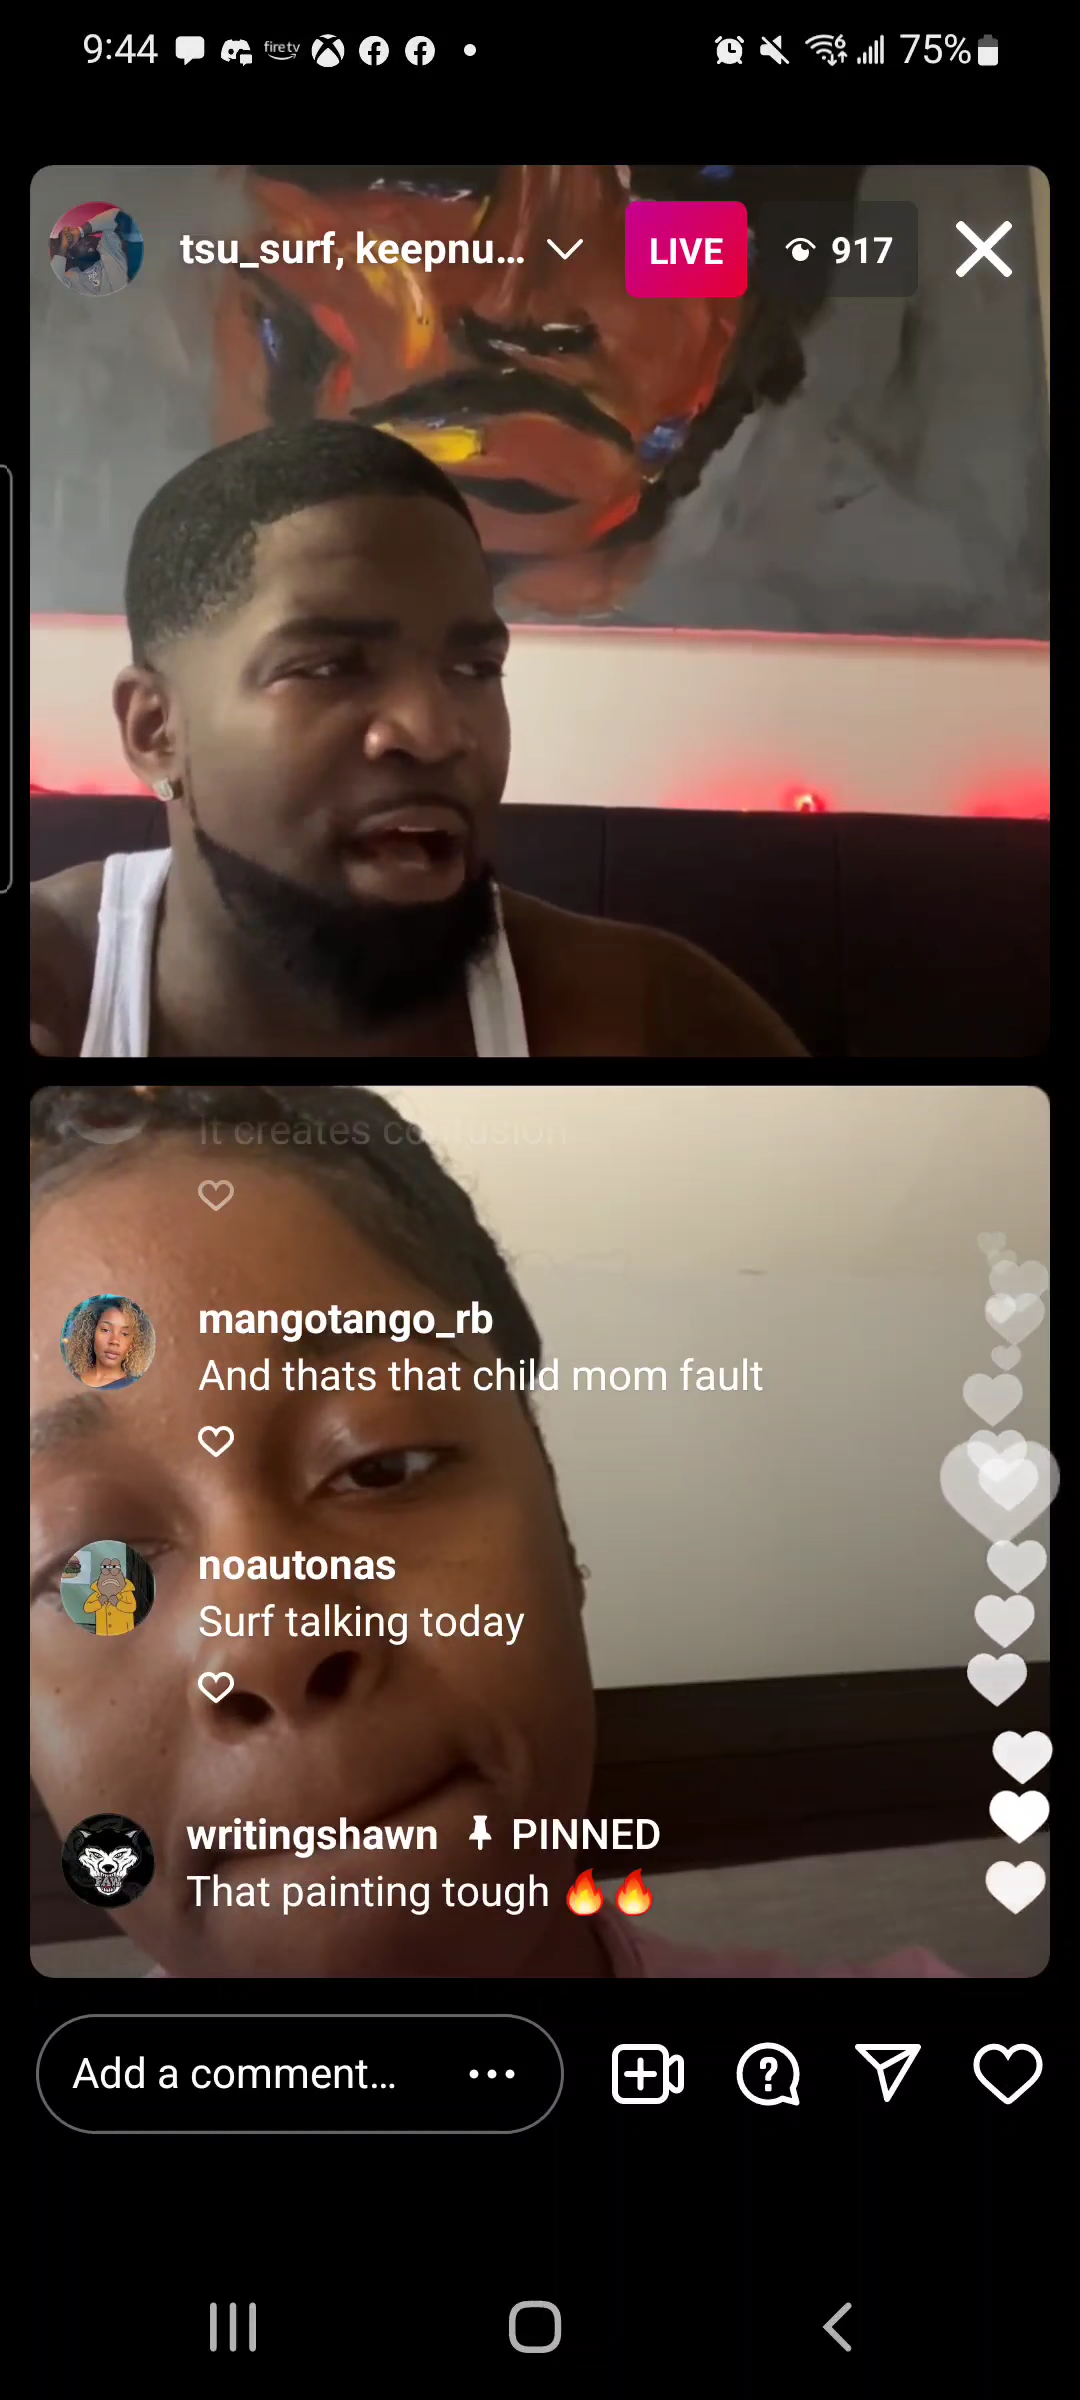 9:44 firetv 75%
tsu_surf, keepnu... LIVE 917
It creates confusion
mangotango_rb
And thats that child mom fault
noautonas
Surf talking today
writingshawn PINNED
That painting tough 🔥🔥
Add a comment...